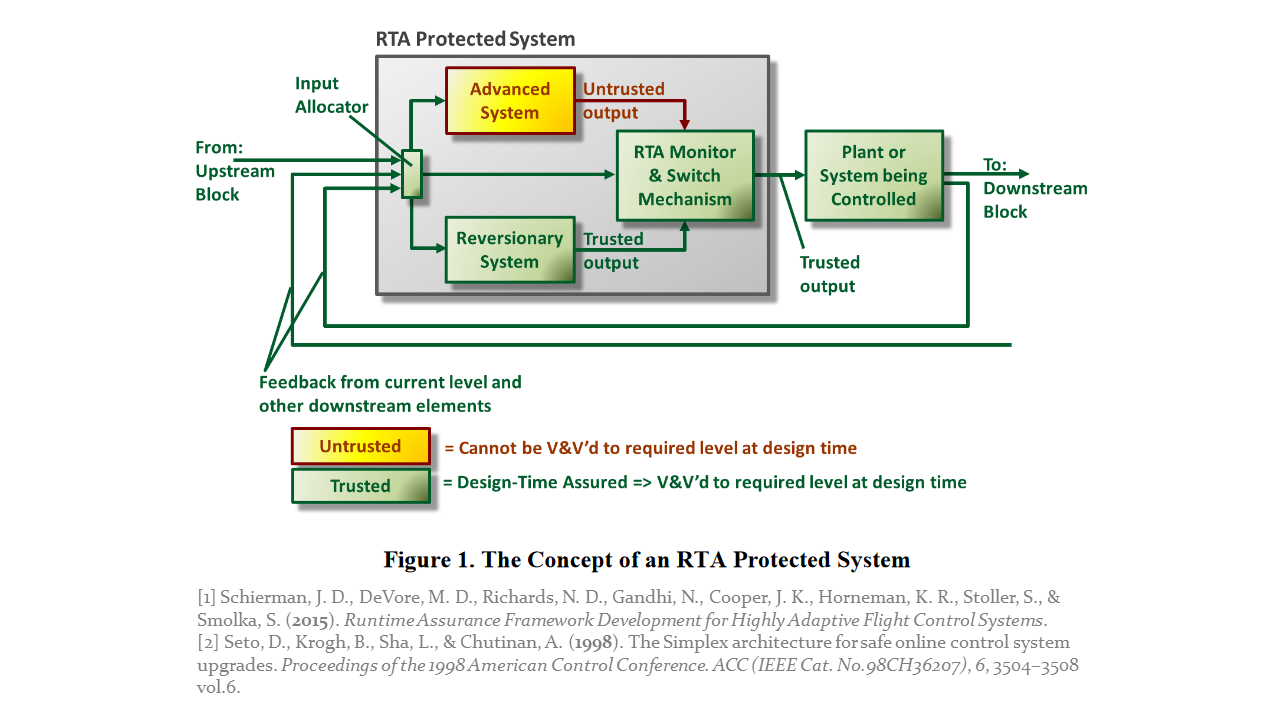 RTA Protected System
Input
Allocator
Advanced
System
Untrusted
output
From:
Upstream
Block
RTA Monitor
& Switch
Mechanism
Plant or
System being
Controlled
To:
Downstream
Block
Reversionary
System
Trusted
output
Trusted
output
Feedback from current level and
other downstream elements
Untrusted
= Cannot be V&V’d to required level at design time
Trusted
= Design-Time Assured => V&V’d to required level at design time
Figure 1. The Concept of an RTA Protected System
[1] Schierman, J. D., DeVore, M. D., Richards, N. D., Gandhi, N., Cooper, J. K., Horneman, K. R., Stoller, S., &
Smolka, S. (2015). Runtime Assurance Framework Development for Highly Adaptive Flight Control Systems.
[2] Seto, D., Krogh, B., Sha, L., & Chutinan, A. (1998). The Simplex architecture for safe online control system
upgrades. Proceedings of the 1998 American Control Conference. ACC (IEEE Cat. No.98CH36207), 6, 3504–3508
vol.6.